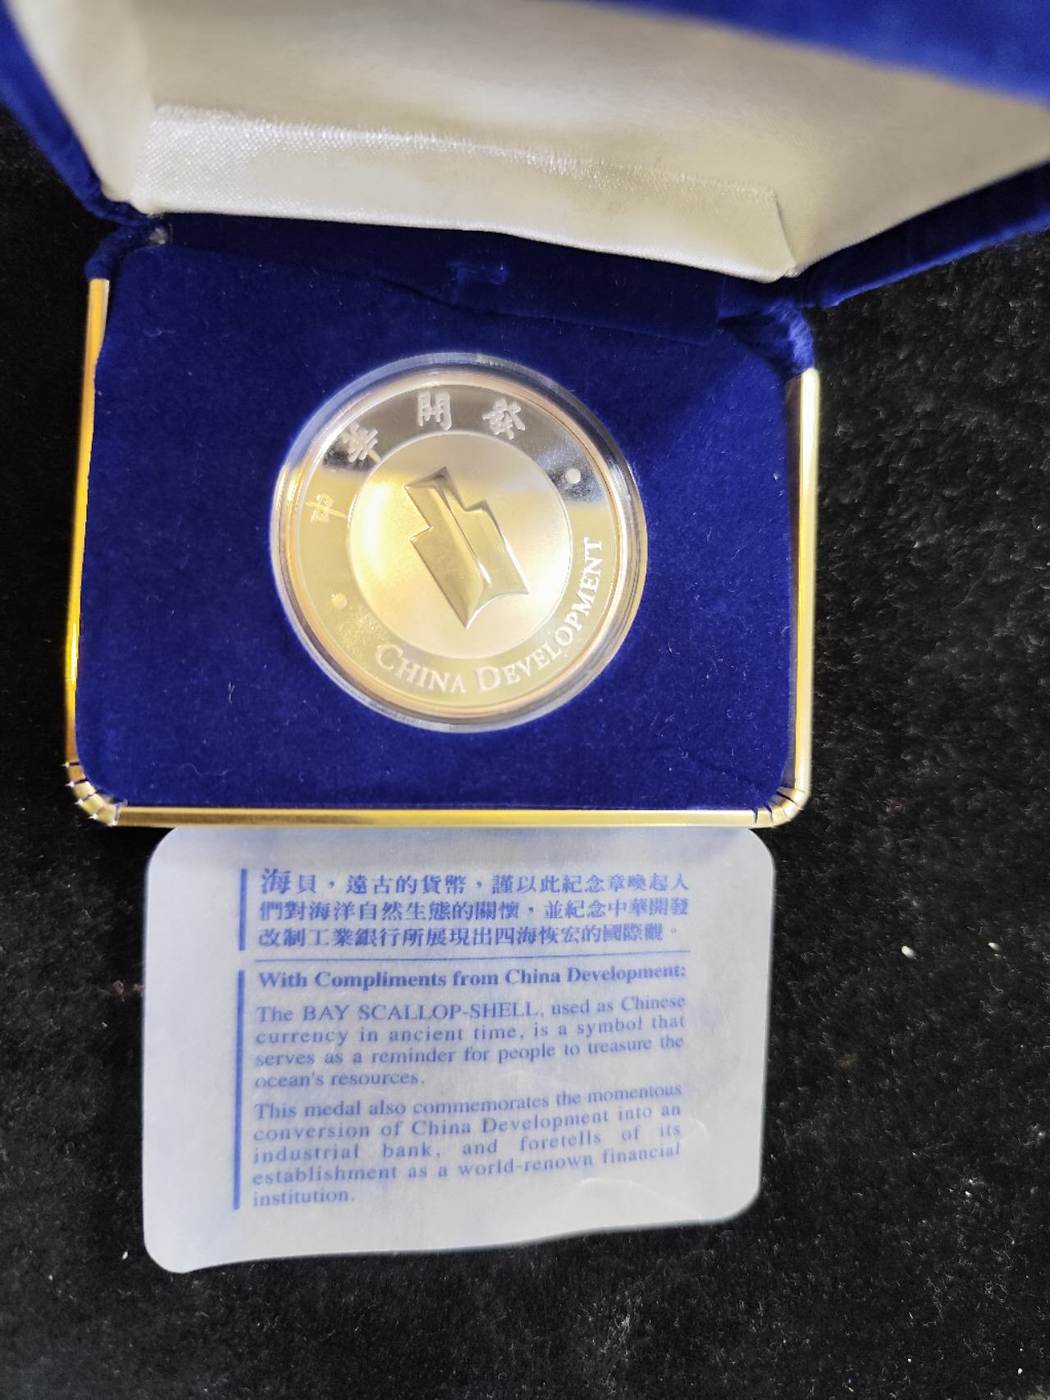 中華開發
CHINA DEVELOPMENT
海貝，遠古的貨幣，謹以此紀念章喚起人
們對海洋自然生態的關懷，並紀念中華開發
改制工業銀行所展現出四海恢宏的國際觀。
With Compliments from China Development:
The BAY SCALLOP-SHELL, used as Chinese
currency in ancient time, is a symbol that
serves as a reminder for people to treasure the
ocean's resources.
This medal also commemorates the momentous
conversion of China Development into an
industrial bank, and foretells of its
establishment as a world-renown financial
institution.